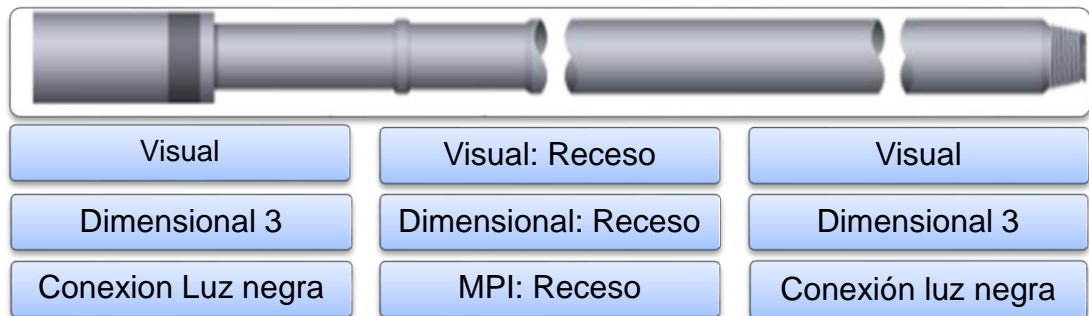 Visual
Visual: Receso
Visual
Dimensional 3
Dimensional: Receso
Dimensional 3
Conexion Luz negra
MPI: Receso
Conexión luz negra